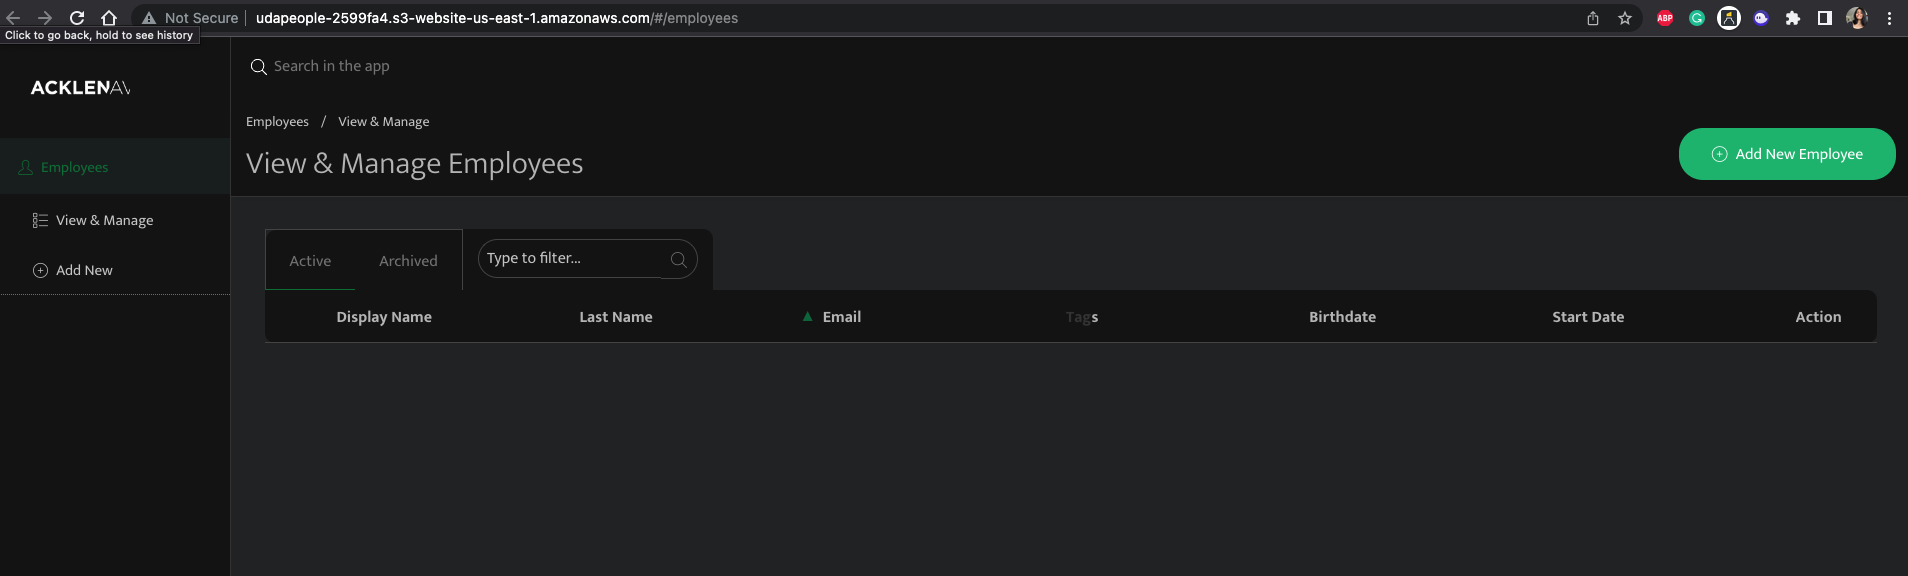 Not Secure | udapeople-2599fa4.s3-website-us-east-1.amazonaws.com/#/employees
ABP
Click to go back, hold to see history
ACKLENAV
Search in the app
Employees / View & Manage
View & Manage Employees
Add New Employee
Employees
View & Manage
Add New
Active Archived Type to filter...
Display Name Last Name Email Tags Birthdate Start Date Action